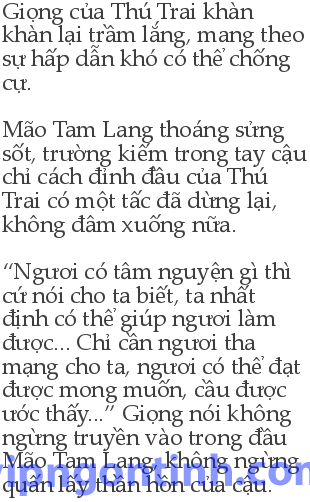 Giọng của Thú Trai khàn
khàn lại trầm lắng, mang theo
sự hấp dẫn khó có thể chống
cự.
Mão Tam Lang thoáng sửng
sốt, trường kiếm trong tay cậu
chỉ cách đỉnh đầu của Thú
Trai có một tấc đã dừng lại,
không đâm xuống nữa.
“Ngươi có tâm nguyện gì thì
cứ nói cho ta biết, ta nhất
định có thể giúp ngươi làm
được... Chỉ cần ngươi tha
mạng cho ta, ngươi có thể đạt
được mong muốn, cầu được
ước thấy...” Giọng nói không
ngừng truyền vào trong đầu
Mão Tam Lang, không ngừng
quấn lấy thần hồn của cậu.
vipngontinh.com